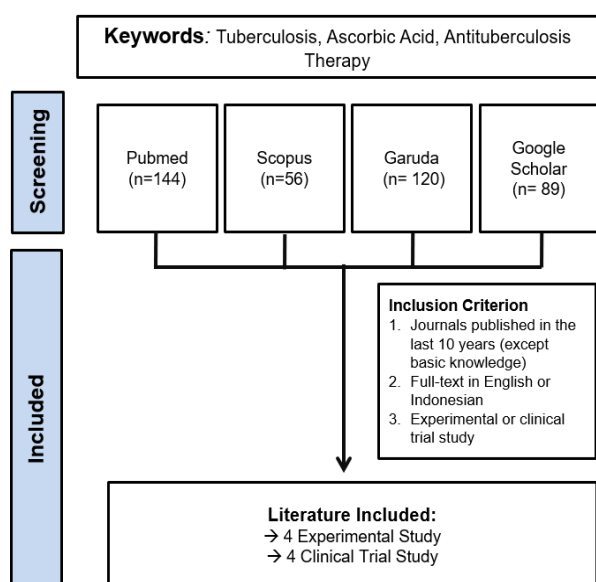 Keywords: Tuberculosis, Ascorbic Acid, Antituberculosis
Therapy
Screening
Pubmed
(n=144)
Scopus
(n=56)
Garuda
(n= 120)
Google
Scholar
(n= 89)
Included
Inclusion Criterion
1. Journals published in the
last 10 years (except
basic knowledge)
2. Full-text in English or
Indonesian
3. Experimental or clinical
trial study
Literature Included:
→ 4 Experimental Study
→ 4 Clinical Trial Study